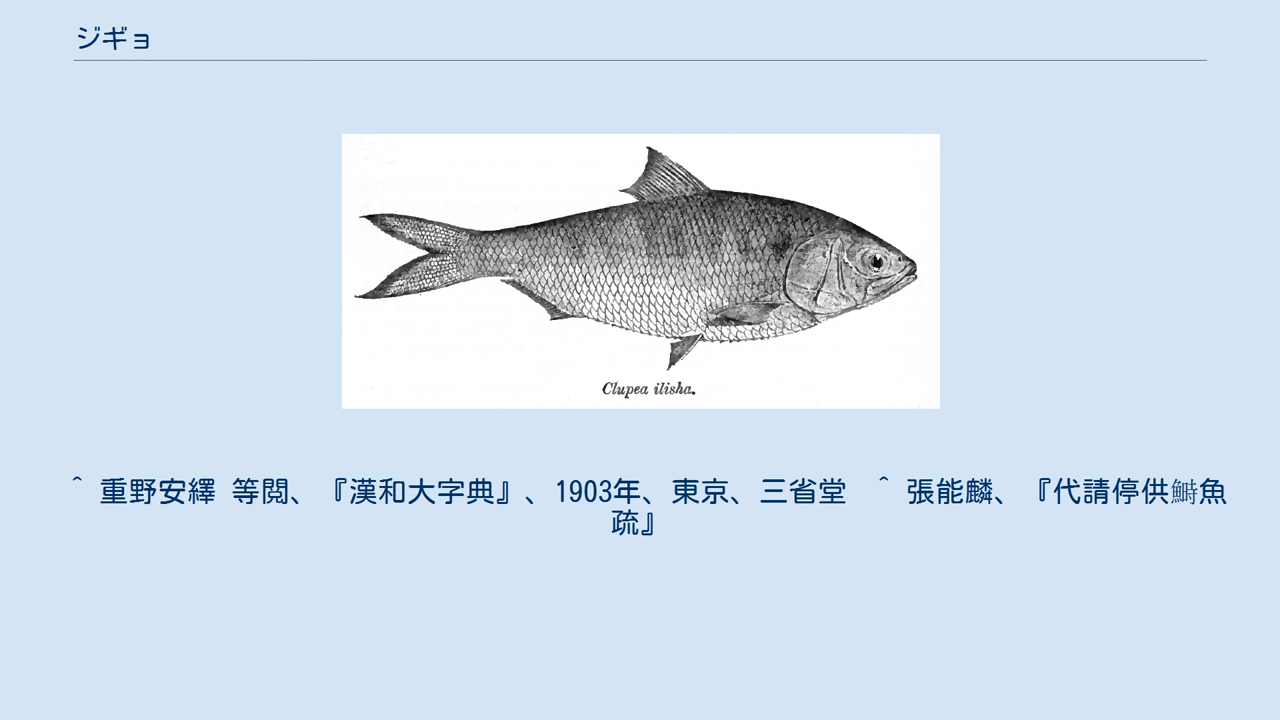 ジギョ
Clupea ilisha.
^ 重野安繹 等閲、『漢和大字典』、1903年、東京、三省堂 ^ 張能麟、『代請停供鰣魚
疏』